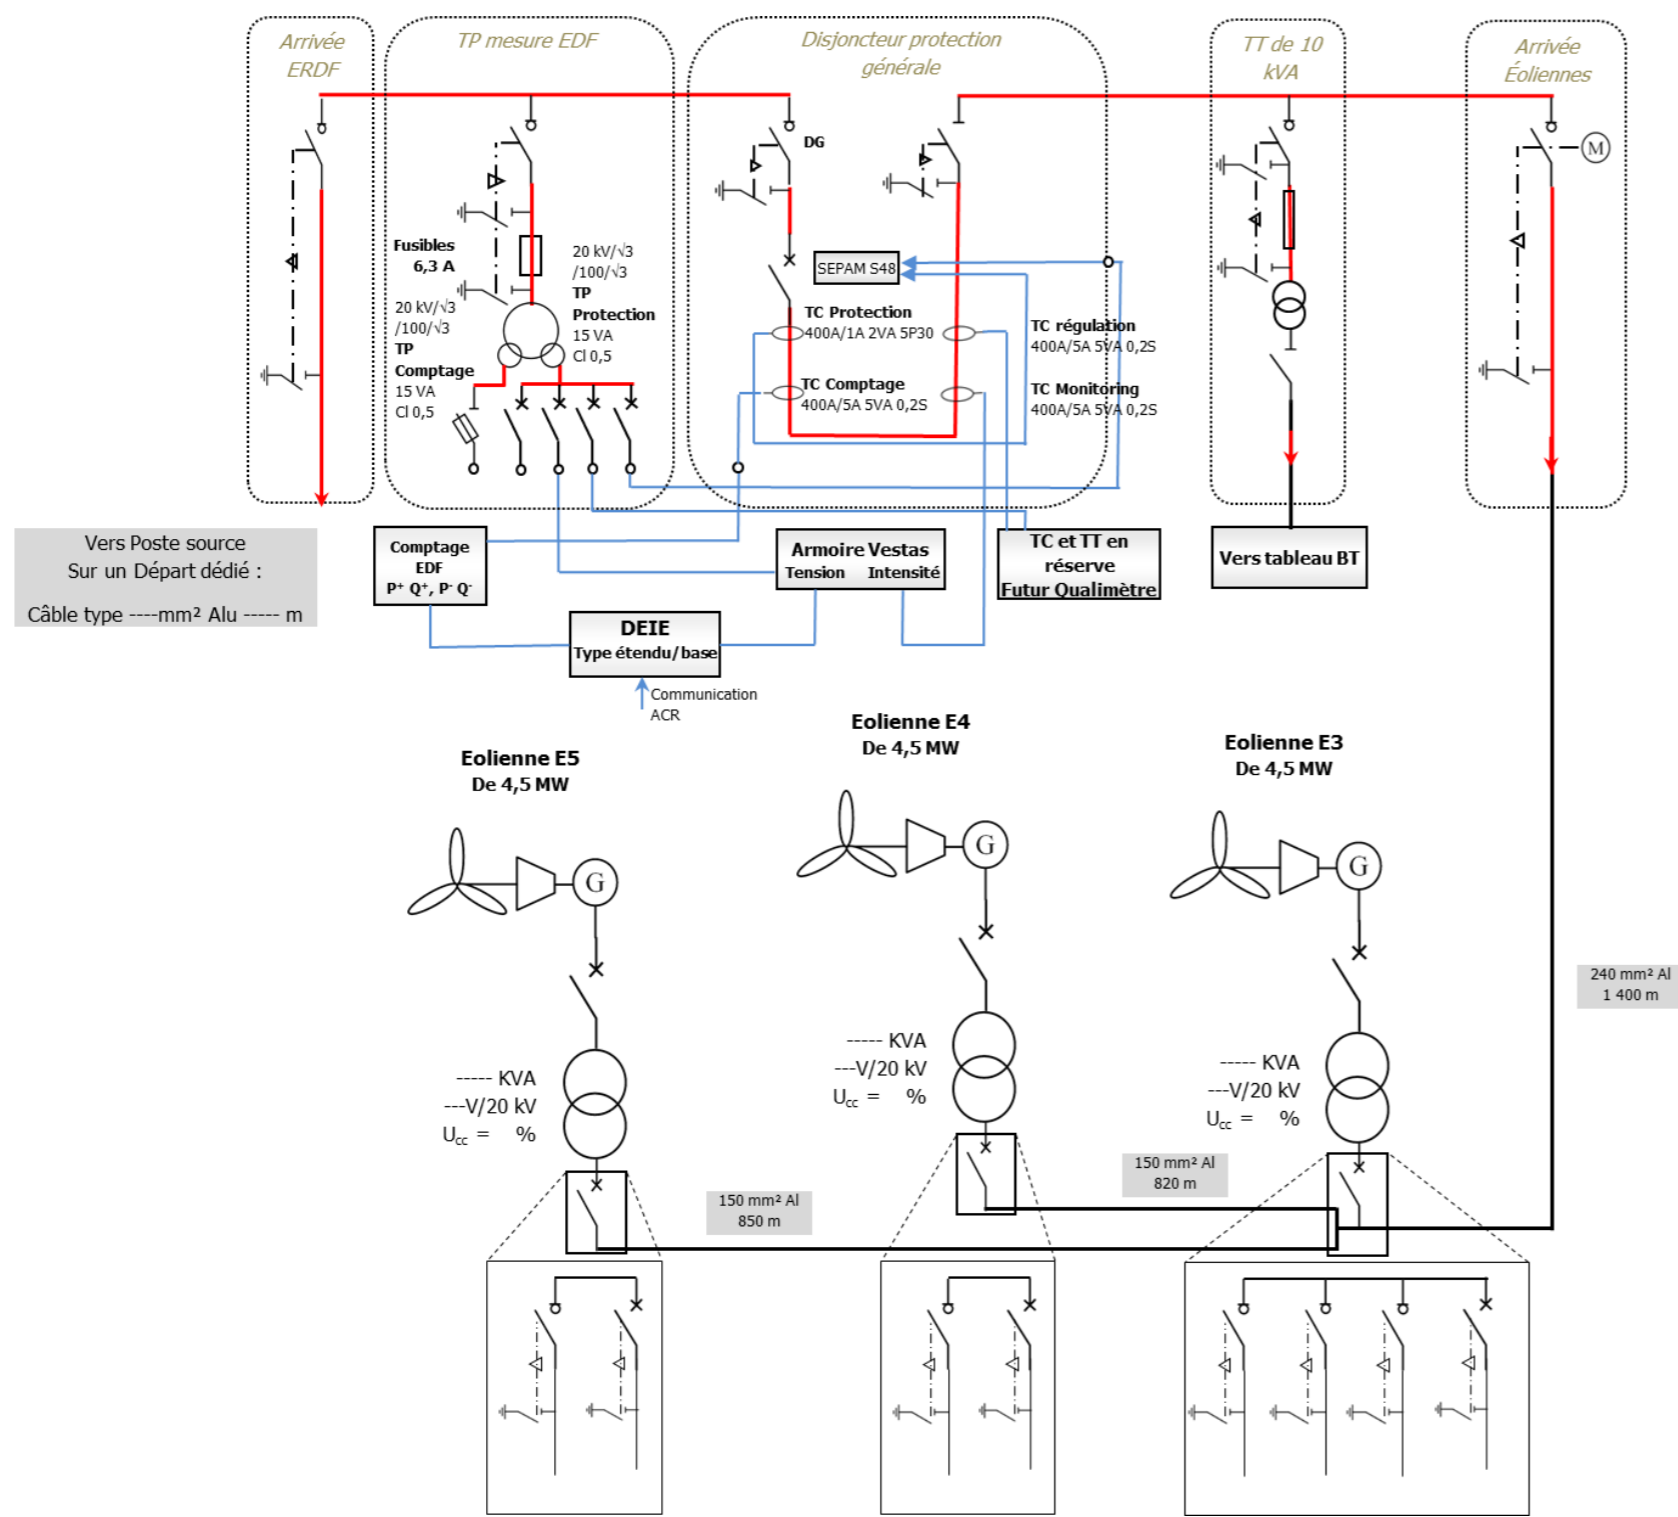 Arrivée
ERDF
TP mesure EDF
Disjoncteur protection
générale
TT de 10
kVA
Arrivée
Éoliennes
DG
M
Fusibles
6,3 A
20 kV/√3
/100/√3
TP
Protection
15 VA
Cl 0,5
20 kV/√3
/100/√3
TP
Comptage
15 VA
Cl 0,5
SEPAM S48
TC Protection
400A/1A 2VA 5P30
TC régulation
400A/5A 5VA 0,2S
TC Comptage
400A/5A 5VA 0,2S
TC Monitoring
400A/5A 5VA 0,2S
Vers Poste source
Sur un Départ dédié :
Câble type ----mm² Alu ----- m
Comptage
EDF
P⁺ Q⁺, P⁻ Q⁻
Armoire Vestas
Tension Intensité
TC et TT en
réserve
Futur Qualimètre
Vers tableau BT
DEIE
Type étendu/base
Communication
ACR
Eolienne E5
De 4,5 MW
Eolienne E4
De 4,5 MW
Eolienne E3
De 4,5 MW
G
G
G
240 mm² Al
1 400 m
----- KVA
---V/20 kV
Ucc = %
----- KVA
---V/20 kV
Ucc = %
----- KVA
---V/20 kV
Ucc = %
150 mm² Al
850 m
150 mm² Al
820 m